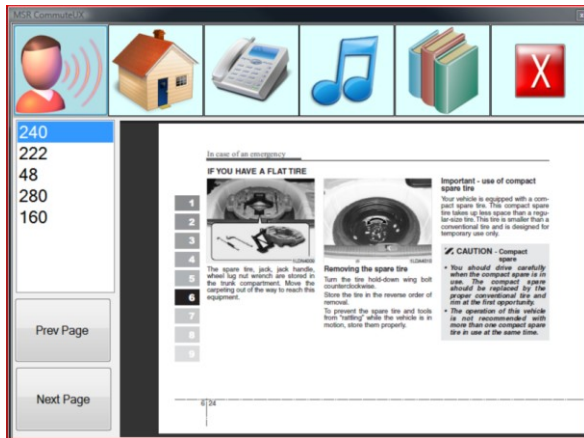 MSR CommuteUX
X
240
222
48
280
160
Prev Page
Next Page
In case of an emergency
IF YOU HAVE A FLAT TIRE
1
2
3
4
5
6
7
8
9
The spare tire, jack, jack handle,
wheel lug nut wrench are stored in
the trunk compartment. Move the
carpeting out of the way to reach this
equipment.
Removing the spare tire
Turn the tire hold-down wing bolt
counterclockwise.
Store the tire in the reverse order of
removal.
To prevent the spare tire and tools
from "rattling" while the vehicle is in
motion, store them properly.
Important - use of compact
spare tire
Your vehicle is equipped with a com-
pact spare tire. This compact spare
tire takes up less space than a regu-
lar-size tire. This tire is smaller than a
conventional tire and is designed for
temporary use only.
CAUTION - Compact
spare
• You should drive carefully
when the compact spare is in
use. The compact spare
should be replaced by the
proper conventional tire and
rim at the first opportunity.
• The operation of this vehicle
is not recommended with
more than one compact spare
tire in use at the same time.
6 24